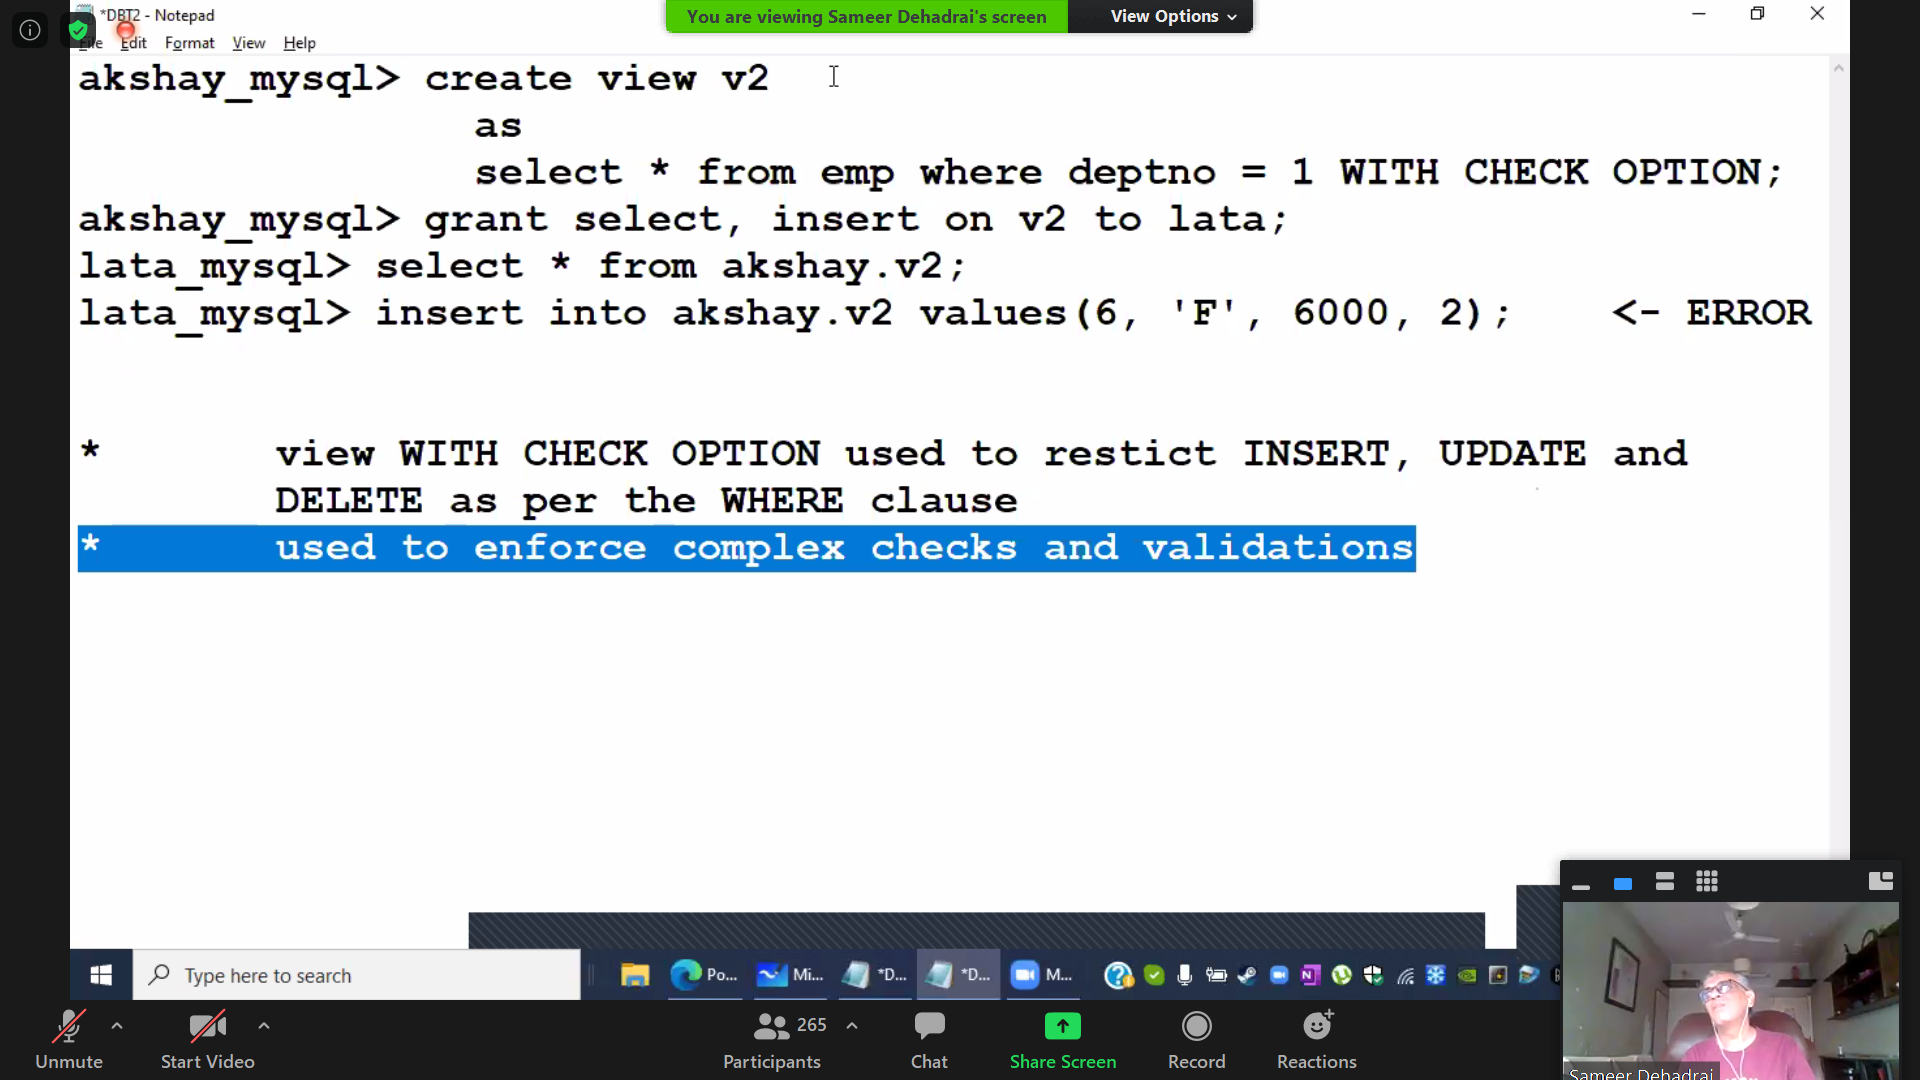 *DBT2 - Notepad
You are viewing Sameer Dehadrai's screen View Options
File Edit Format View Help
akshay_mysql> create view v2
as
select * from emp where deptno = 1 WITH CHECK OPTION;
akshay_mysql> grant select, insert on v2 to lata;
lata_mysql> select * from akshay.v2;
lata_mysql> insert into akshay.v2 values(6, 'F', 6000, 2); <- ERROR
* view WITH CHECK OPTION used to restict INSERT, UPDATE and
DELETE as per the WHERE clause
* used to enforce complex checks and validations
Type here to search Po... Mi... *D... *D... M...
265
Unmute Start Video Participants Chat Share Screen Record Reactions
Sameer Dehadrai